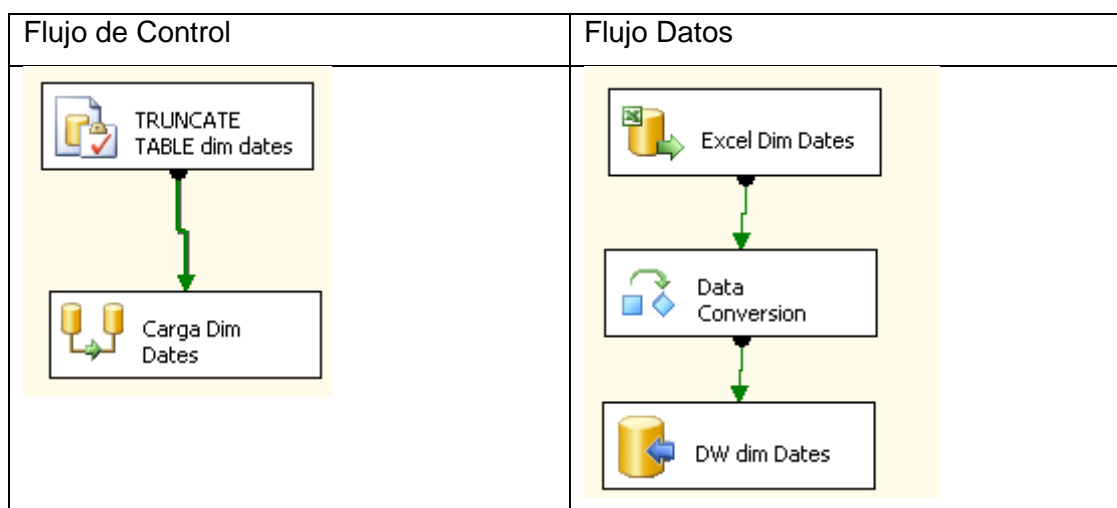 Flujo de Control
Flujo Datos
TRUNCATE
TABLE dim dates
Carga Dim
Dates
Excel Dim Dates
Data
Conversion
DW dim Dates